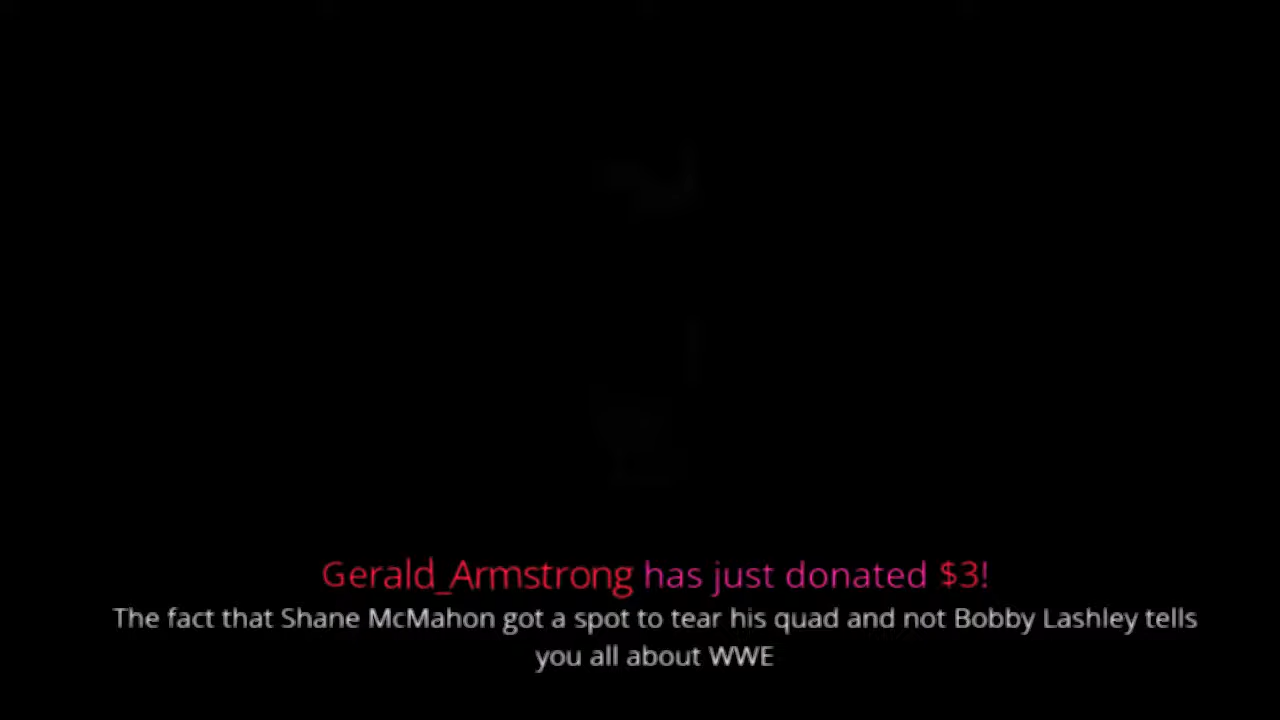 Gerald_Armstrong has just donated $3!
The fact that Shane McMahon got a spot to tear his quad and not Bobby Lashley tells
you all about WWE